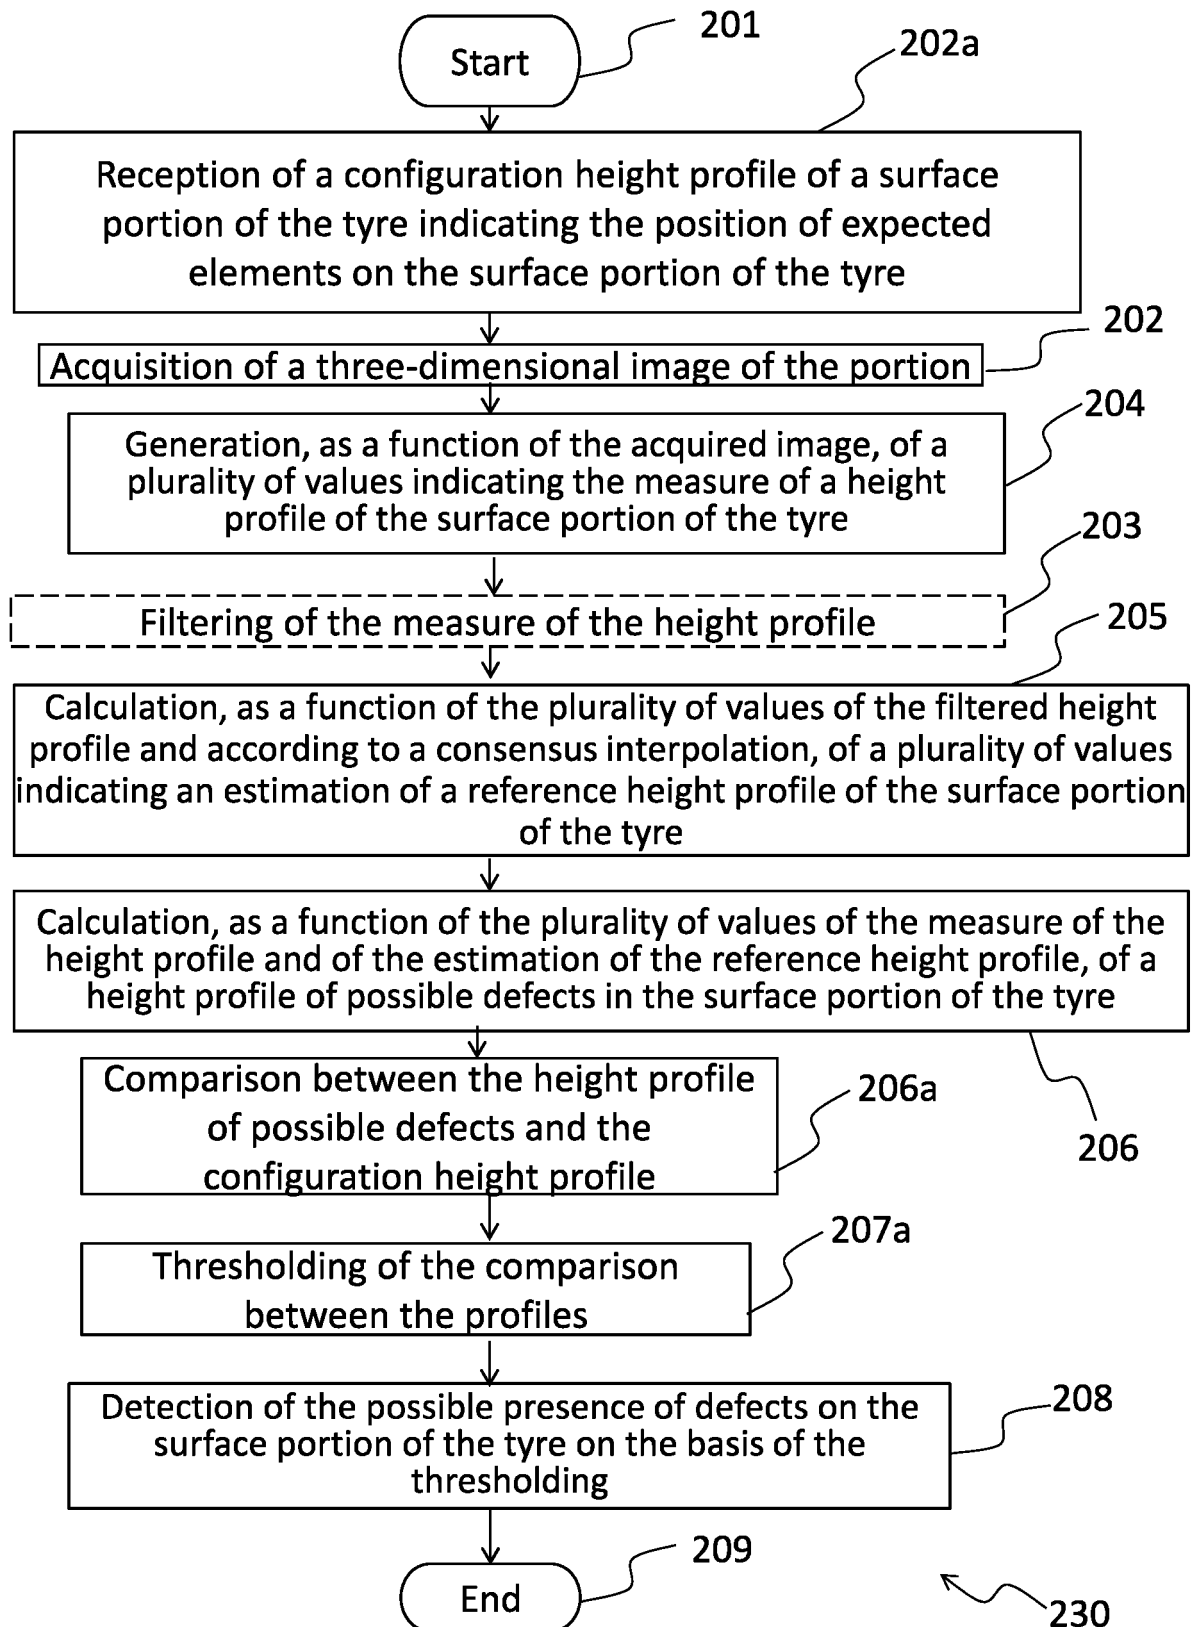 201
Start
202a
Reception of a configuration height profile of a surface
portion of the tyre indicating the position of expected
elements on the surface portion of the tyre
202
Acquisition of a three-dimensional image of the portion
204
Generation, as a function of the acquired image, of a
plurality of values indicating the measure of a height
profile of the surface portion of the tyre
203
Filtering of the measure of the height profile
205
Calculation, as a function of the plurality of values of the filtered height
profile and according to a consensus interpolation, of a plurality of values
indicating an estimation of a reference height profile of the surface portion
of the tyre
Calculation, as a function of the plurality of values of the measure of the
height profile and of the estimation of the reference height profile, of a
height profile of possible defects in the surface portion of the tyre
206
Comparison between the height profile
of possible defects and the
configuration height profile
206a
Thresholding of the comparison
between the profiles
207a
Detection of the possible presence of defects on the
surface portion of the tyre on the basis of the
thresholding
208
End
209
230